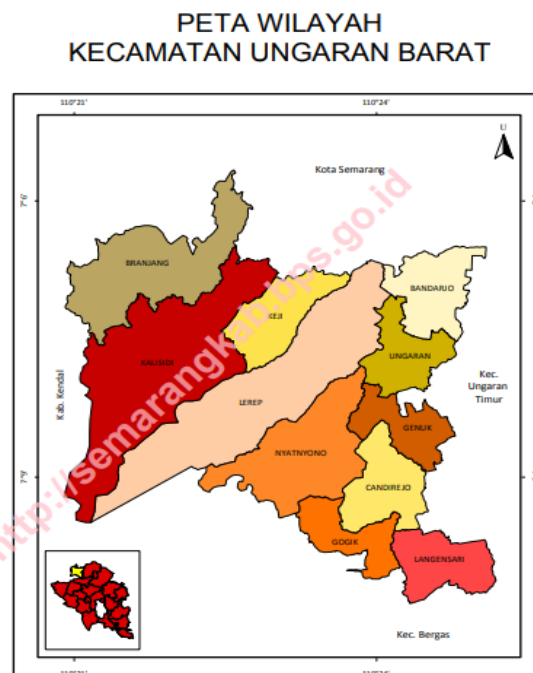 PETA WILAYAH
KECAMATAN UNGARAN BARAT
110°21'
110°24'
U
Kota Semarang
7°6'
BRANJANG
BANDARJO
KEJI
UNGARAN
KALISIDI
Kec.
Ungaran
Timur
Kab. Kendal
LEREP
GENUK
NYATNYONO
7°9'
CANDIREJO
GOGIK
LANGENSARI
Kec. Bergas
http://semarangkab.bps.go.id